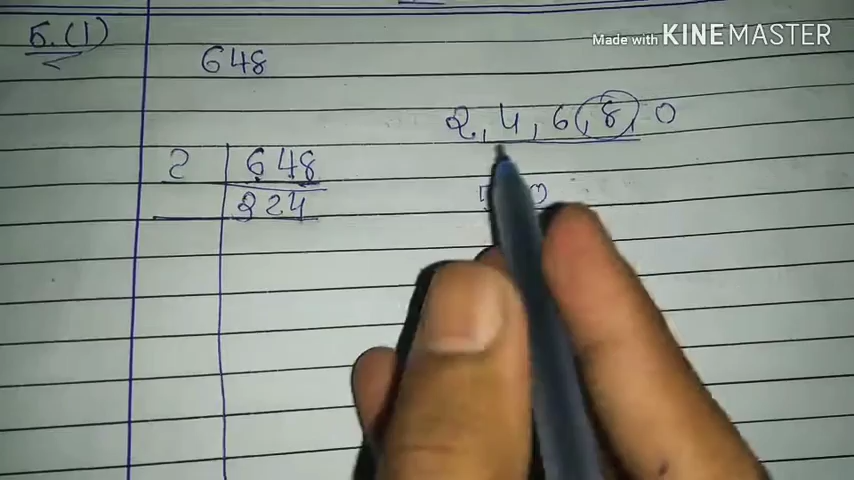 5.(1)
648
2, 4, 6, 8, 0
2 648
324
Made with KINEMASTER